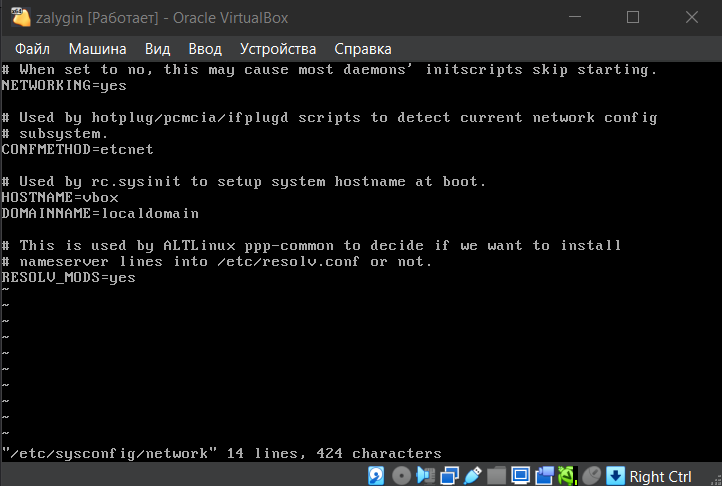 zalygin [Работает] - Oracle VirtualBox
Файл Машина Вид Ввод Устройства Справка
# When set to no, this may cause most daemons' initscripts skip starting.
NETWORKING=yes
# Used by hotplug/pcmcia/ifplugd scripts to detect current network config
# subsystem.
CONFMETHOD=etcnet
# Used by rc.sysinit to setup system hostname at boot.
HOSTNAME=vbox
DOMAINNAME=localdomain
# This is used by ALTLinux ppp-common to decide if we want to install
# nameserver lines into /etc/resolv.conf or not.
RESOLV_MODS=yes
~
~
~
~
~
~
~
~
~
~
"/etc/sysconfig/network" 14 lines, 424 characters
Right Ctrl